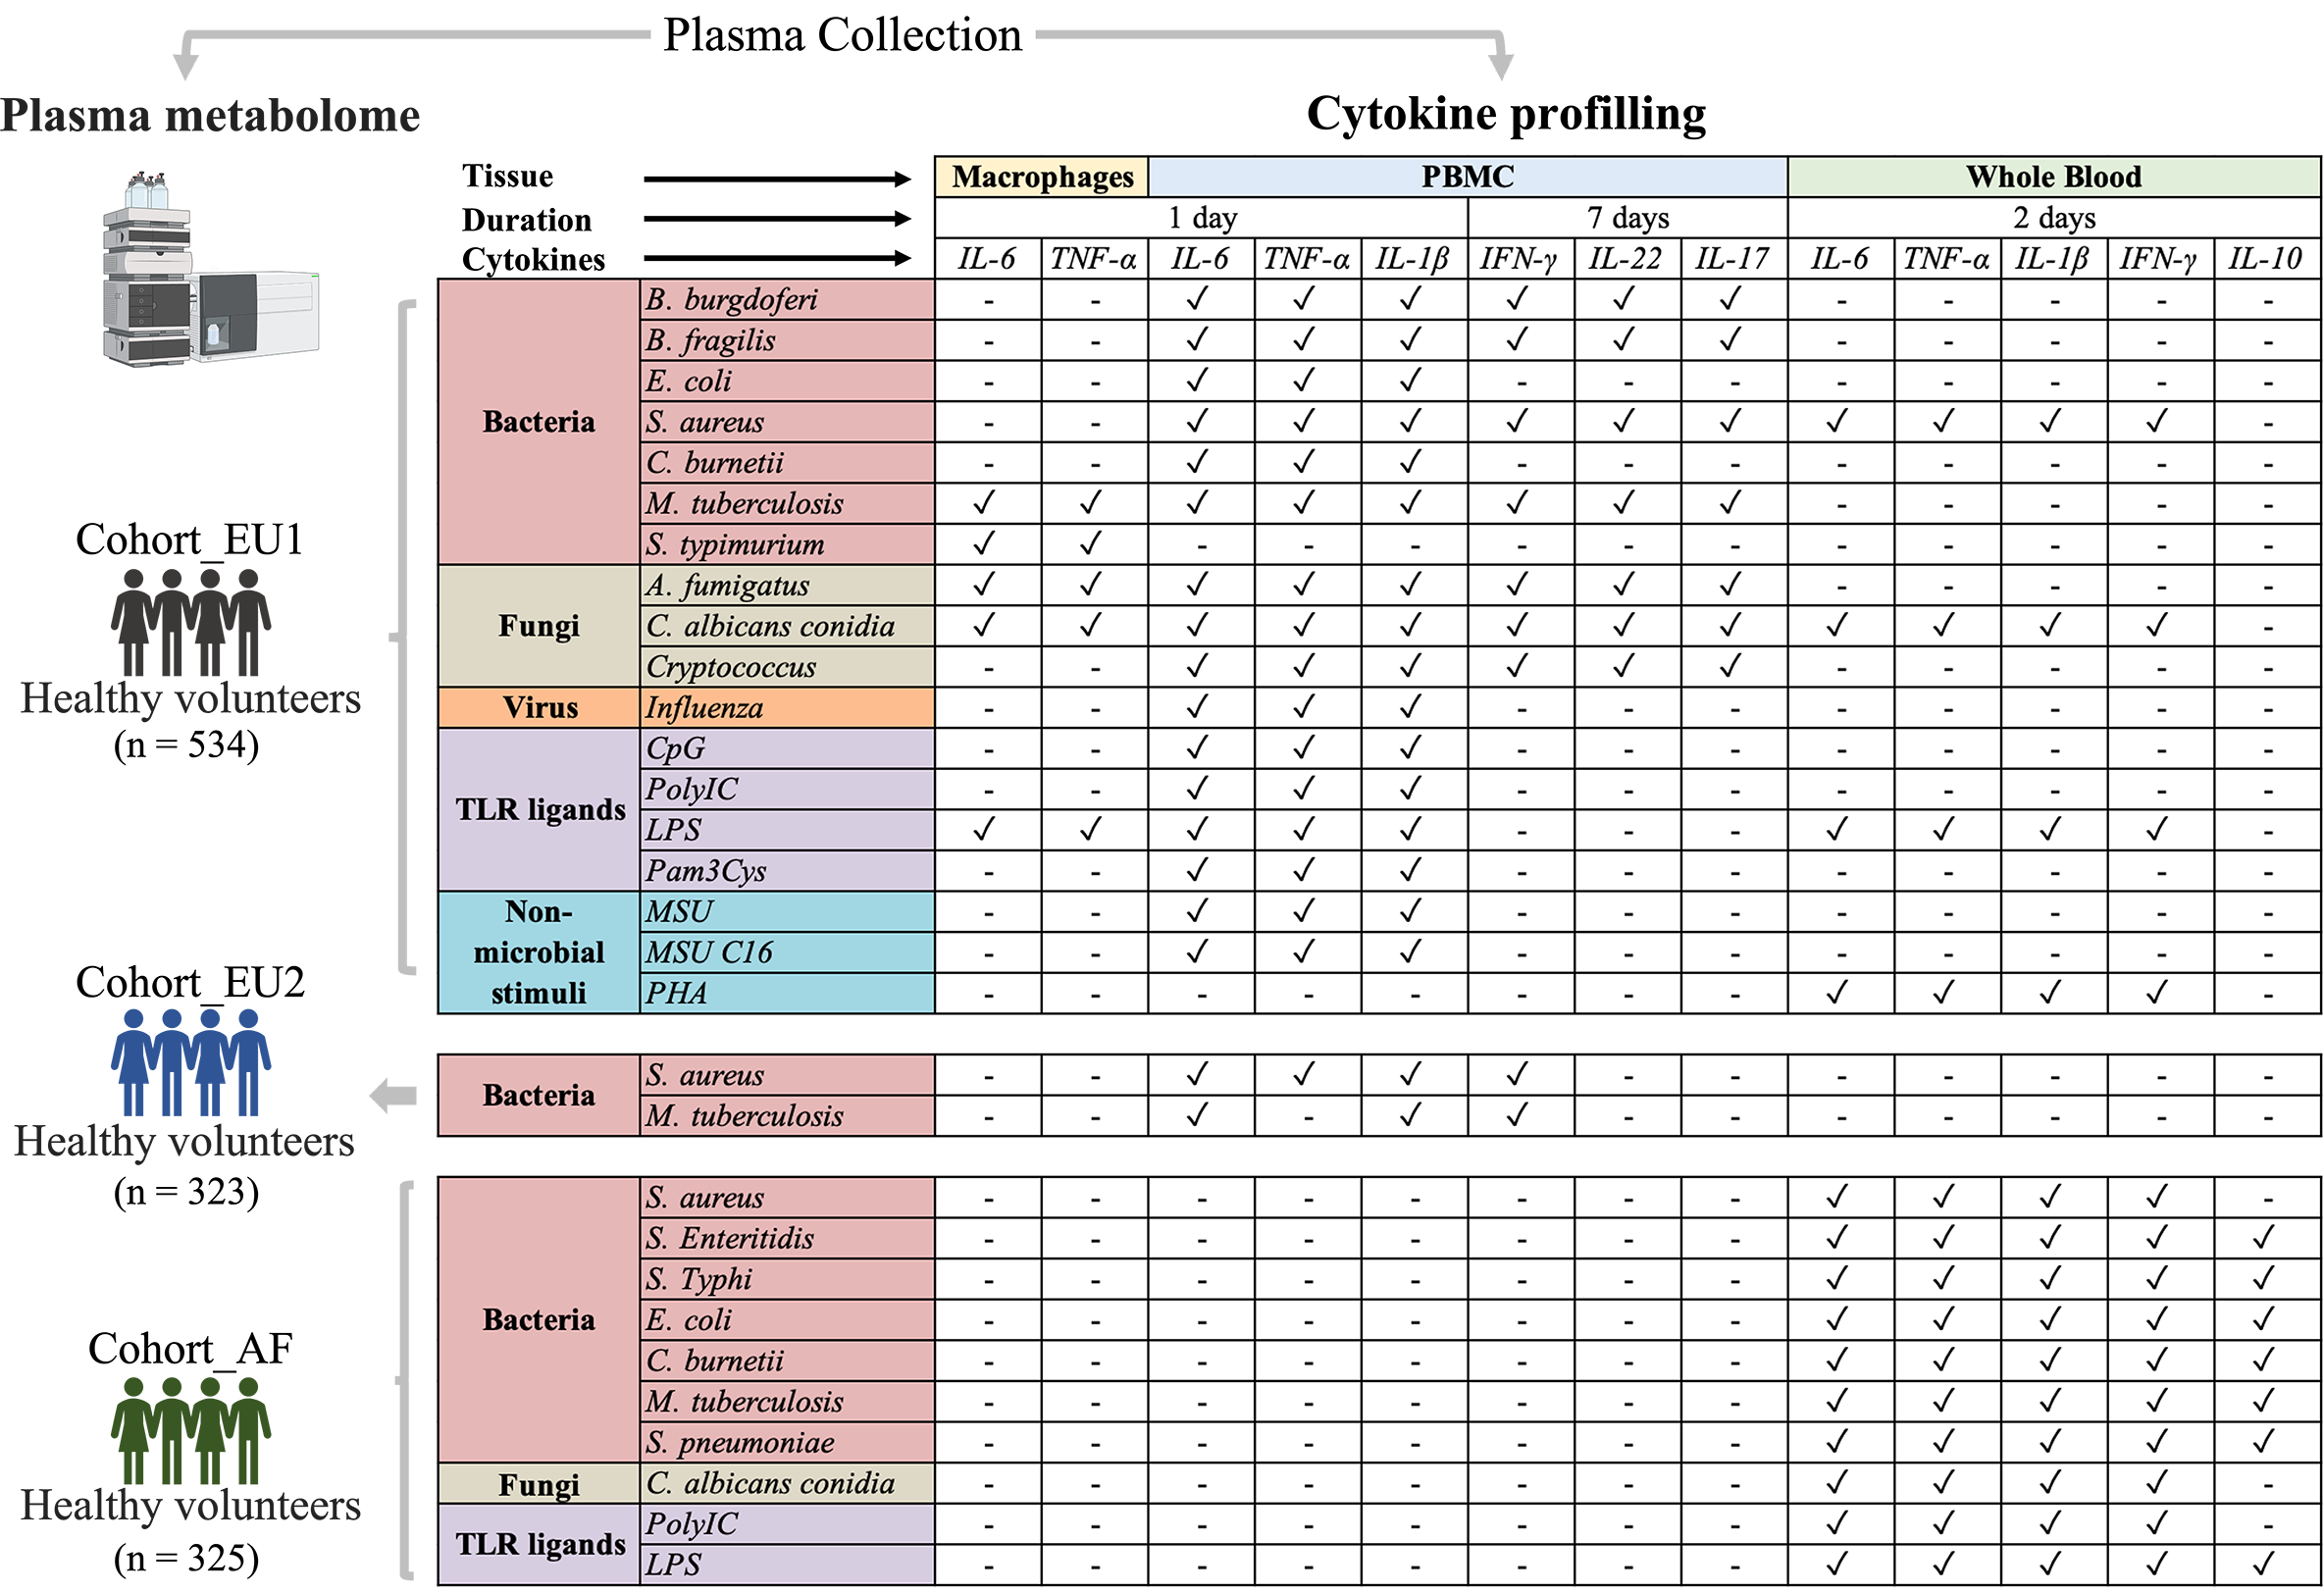 Plasma Collection
Plasma metabolome
Cytokine profilling
Tissue Macrophages PBMC Whole Blood
Duration 1 day 7 days 2 days
Cytokines IL-6 TNF-α IL-6 TNF-α IL-1β IFN-γ IL-22 IL-17 IL-6 TNF-α IL-1β IFN-γ IL-10
Cohort_EU1
Healthy volunteers
(n = 534)
Bacteria
B. burgdoferi - - ✓ ✓ ✓ ✓ ✓ ✓ - - - - -
B. fragilis - - ✓ ✓ ✓ ✓ ✓ ✓ - - - - -
E. coli - - ✓ ✓ ✓ - - - - - - - -
S. aureus - - ✓ ✓ ✓ ✓ ✓ ✓ ✓ ✓ ✓ ✓ -
C. burnetii - - ✓ ✓ ✓ - - - - - - - -
M. tuberculosis ✓ ✓ ✓ ✓ ✓ ✓ ✓ ✓ - - - - -
S. typimurium ✓ ✓ - - - - - - - - - - -
Fungi
A. fumigatus ✓ ✓ ✓ ✓ ✓ ✓ ✓ ✓ - - - - -
C. albicans conidia ✓ ✓ ✓ ✓ ✓ ✓ ✓ ✓ ✓ ✓ ✓ ✓ -
Cryptococcus - - ✓ ✓ ✓ ✓ ✓ ✓ - - - - -
Virus
Influenza - - ✓ ✓ ✓ - - - - - - - -
TLR ligands
CpG - - ✓ ✓ ✓ - - - - - - - -
PolyIC - - ✓ ✓ ✓ - - - - - - - -
LPS ✓ ✓ ✓ ✓ ✓ - - - ✓ ✓ ✓ ✓ -
Pam3Cys - - ✓ ✓ ✓ - - - - - - - -
Non-
microbial
stimuli
MSU - - ✓ ✓ ✓ - - - - - - - -
MSU C16 - - ✓ ✓ ✓ - - - - - - - -
PHA - - - - - - - - ✓ ✓ ✓ ✓ -
Cohort_EU2
Healthy volunteers
(n = 323)
Bacteria
S. aureus - - ✓ ✓ ✓ ✓ - - - - - - -
M. tuberculosis - - ✓ - ✓ ✓ - - - - - - -
Cohort_AF
Healthy volunteers
(n = 325)
Bacteria
S. aureus - - - - - - - - ✓ ✓ ✓ ✓ -
S. Enteritidis - - - - - - - - ✓ ✓ ✓ ✓ ✓
S. Typhi - - - - - - - - ✓ ✓ ✓ ✓ ✓
E. coli - - - - - - - - ✓ ✓ ✓ ✓ ✓
C. burnetii - - - - - - - - ✓ ✓ ✓ ✓ ✓
M. tuberculosis - - - - - - - - ✓ ✓ ✓ ✓ ✓
S. pneumoniae - - - - - - - - ✓ ✓ ✓ ✓ ✓
Fungi
C. albicans conidia - - - - - - - - ✓ ✓ ✓ ✓ -
TLR ligands
PolyIC - - - - - - - - ✓ ✓ ✓ ✓ -
LPS - - - - - - - - ✓ ✓ ✓ ✓ ✓